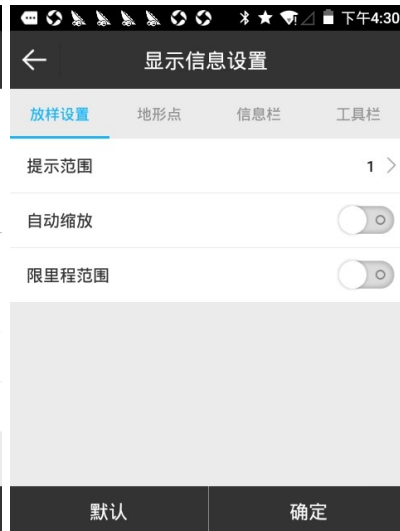 下午4:30
显示信息设置
放样设置 地形点 信息栏 工具栏
提示范围 1
自动缩放
限里程范围
默认 确定